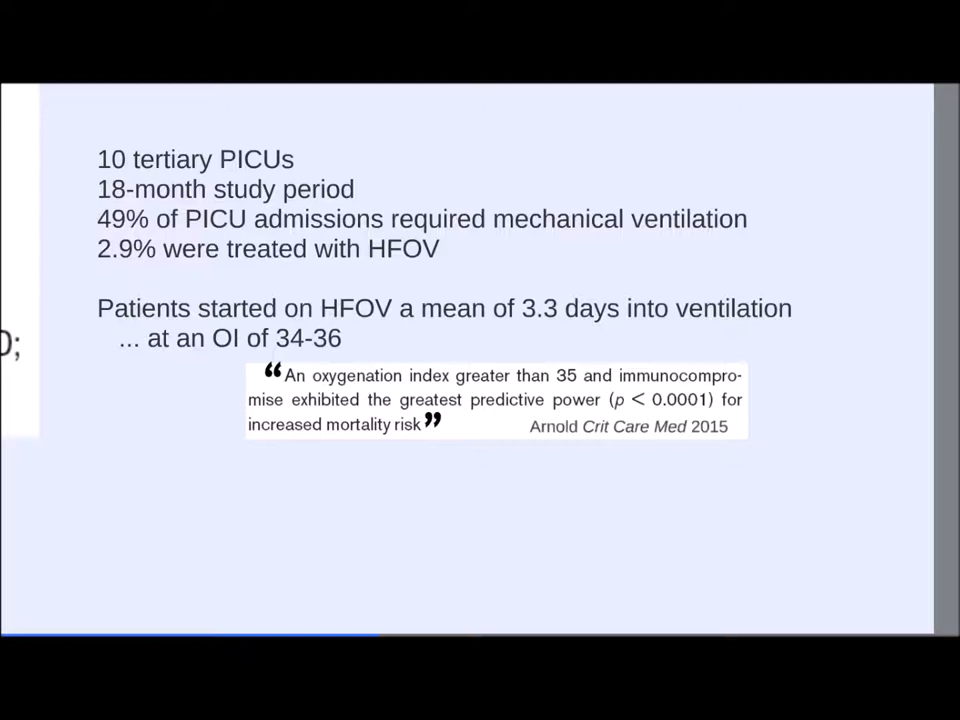 10 tertiary PICUs
18-month study period
49% of PICU admissions required mechanical ventilation
2.9% were treated with HFOV
Patients started on HFOV a mean of 3.3 days into ventilation
... at an OI of 34-36
0;
“An oxygenation index greater than 35 and immunocompro-
mise exhibited the greatest predictive power (p < 0.0001) for
increased mortality risk”
Arnold Crit Care Med 2015